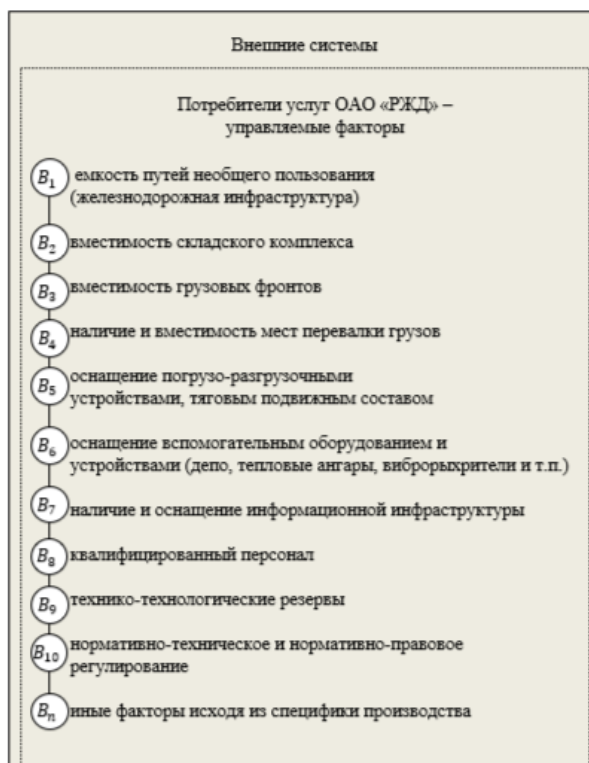 Внешние системы
Потребители услуг ОАО «РЖД» –
управляемые факторы
B1 емкость путей необщего пользования
(железнодорожная инфраструктура)
B2 вместимость складского комплекса
B3 вместимость грузовых фронтов
B4 наличие и вместимость мест перевалки грузов
B5 оснащение погрузо-разгрузочными
устройствами, тяговым подвижным составом
B6 оснащение вспомогательным оборудованием и
устройствами (депо, тепловые ангары, виброрыхрители и т.п.)
B7 наличие и оснащение информационной инфраструктуры
B8 квалифицированный персонал
B9 технико-технологические резервы
B10 нормативно-техническое и нормативно-правовое
регулирование
Bn иные факторы исходя из специфики производства